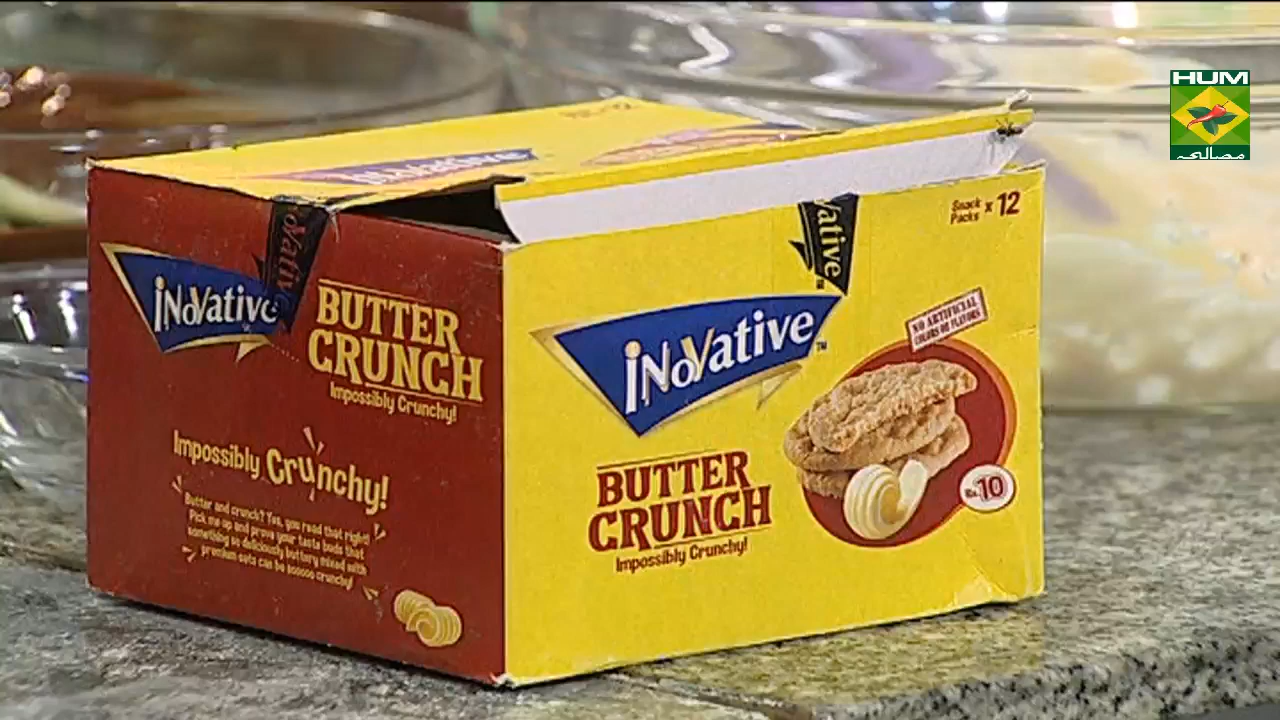 HUM
مصالحہ
Snack
Packs x 12
iNovative
ative
iNovative™
NO ARTIFICIAL
COLORS OR FLAVORS
BUTTER
CRUNCH
Impossibly Crunchy!
Rs.10
iNovative
BUTTER
CRUNCH
Impossibly Crunchy!
Impossibly Crunchy!
Butter and crunch? Yes, you read that right!
Pick me up and prove your taste buds that
something so deliciously buttery mixed with
premium oats can be sooooo crunchy!